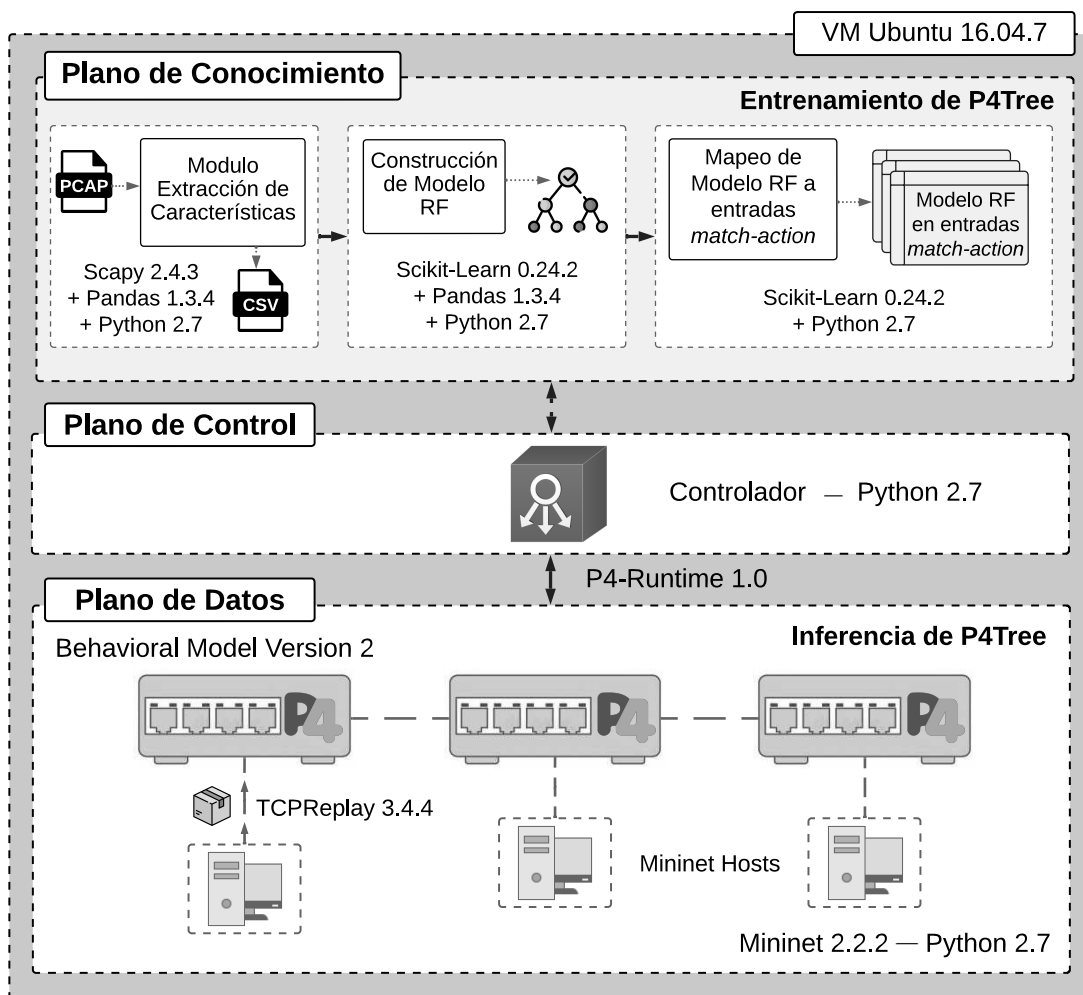 VM Ubuntu 16.04.7
Plano de Conocimiento
Entrenamiento de P4Tree
PCAP
Modulo
Extracción de
Características
CSV
Scapy 2.4.3
+ Pandas 1.3.4
+ Python 2.7
Construcción
de Modelo
RF
Scikit-Learn 0.24.2
+ Pandas 1.3.4
+ Python 2.7
Mapeo de
Modelo RF a
entradas
match-action
Modelo RF
en entradas
match-action
Scikit-Learn 0.24.2
+ Python 2.7
Plano de Control
Controlador — Python 2.7
P4-Runtime 1.0
Plano de Datos
Inferencia de P4Tree
Behavioral Model Version 2
P4
P4
P4
TCPReplay 3.4.4
Mininet Hosts
Mininet 2.2.2 — Python 2.7